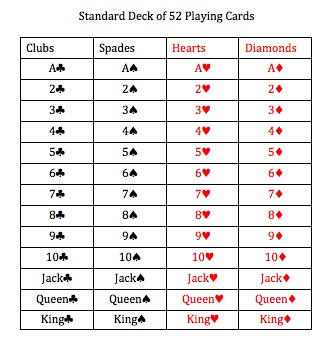 Standard Deck of 52 Playing Cards
Clubs Spades Hearts Diamonds
A♣ A♠ A♥ A♦
2♣ 2♠ 2♥ 2♦
3♣ 3♠ 3♥ 3♦
4♣ 4♠ 4♥ 4♦
5♣ 5♠ 5♥ 5♦
6♣ 6♠ 6♥ 6♦
7♣ 7♠ 7♥ 7♦
8♣ 8♠ 8♥ 8♦
9♣ 9♠ 9♥ 9♦
10♣ 10♠ 10♥ 10♦
Jack♣ Jack♠ Jack♥ Jack♦
Queen♣ Queen♠ Queen♥ Queen♦
King♣ King♠ King♥ King♦